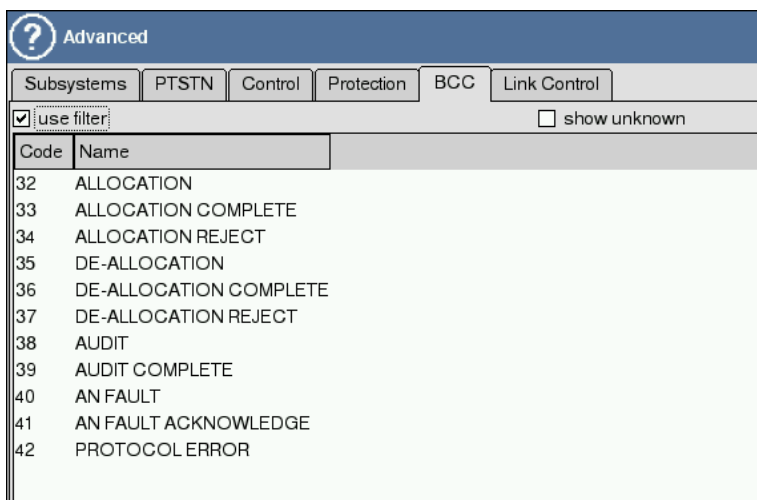 ? Advanced
Subsystems PTSTN Control Protection BCC Link Control
use filter show unknown
Code Name
32 ALLOCATION
33 ALLOCATION COMPLETE
34 ALLOCATION REJECT
35 DE-ALLOCATION
36 DE-ALLOCATION COMPLETE
37 DE-ALLOCATION REJECT
38 AUDIT
39 AUDIT COMPLETE
40 AN FAULT
41 AN FAULT ACKNOWLEDGE
42 PROTOCOL ERROR